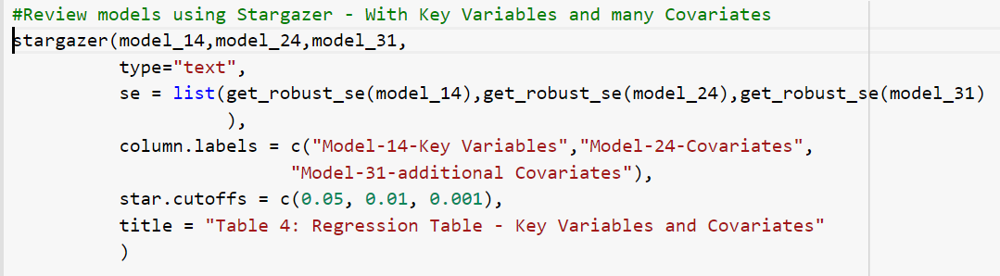 #Review models using Stargazer - With Key Variables and many Covariates
stargazer(model_14,model_24,model_31,
type="text",
se = list(get_robust_se(model_14),get_robust_se(model_24),get_robust_se(model_31)
),
column.labels = c("Model-14-Key Variables","Model-24-Covariates",
"Model-31-additional Covariates"),
star.cutoffs = c(0.05, 0.01, 0.001),
title = "Table 4: Regression Table - Key Variables and Covariates"
)